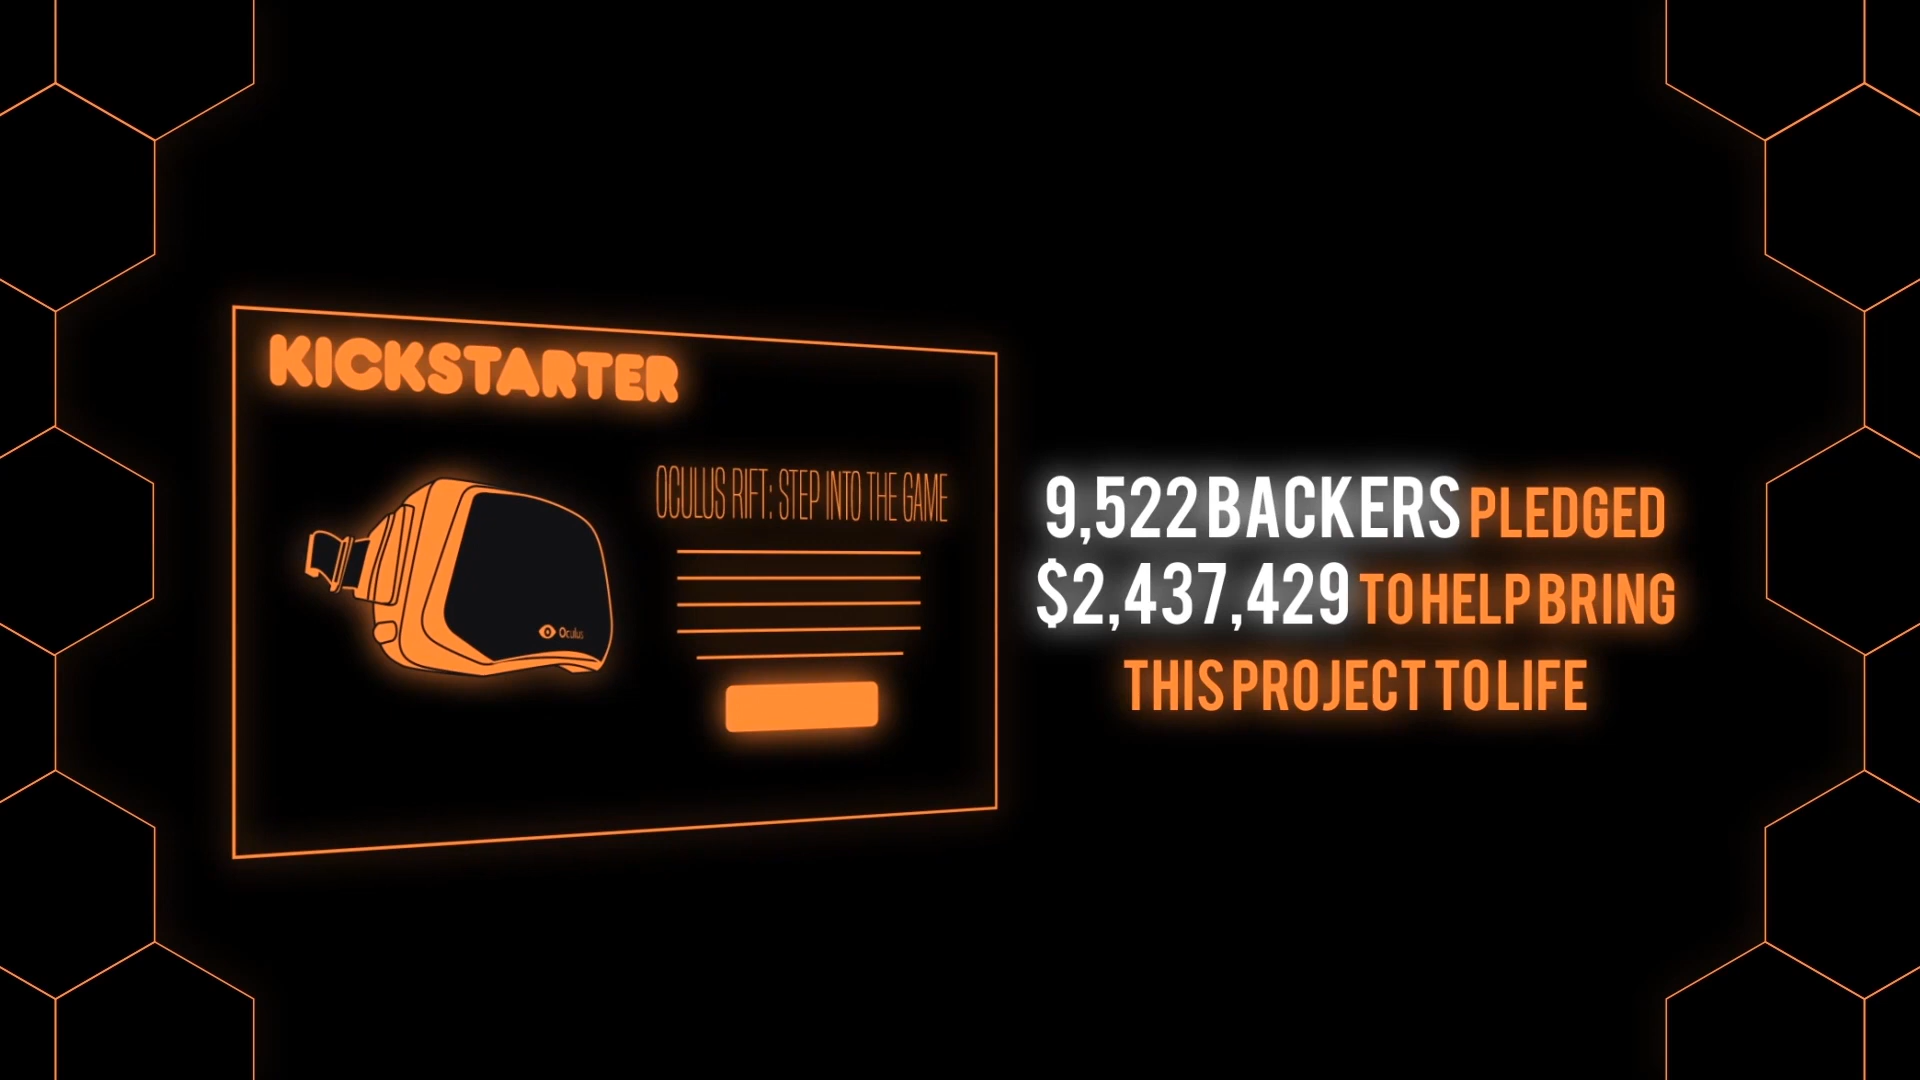 KICKSTARTER
OCULUS RIFT: STEP INTO THE GAME
Oculus
9,522 BACKERS PLEDGED
$2,437,429 TO HELP BRING
THIS PROJECT TO LIFE